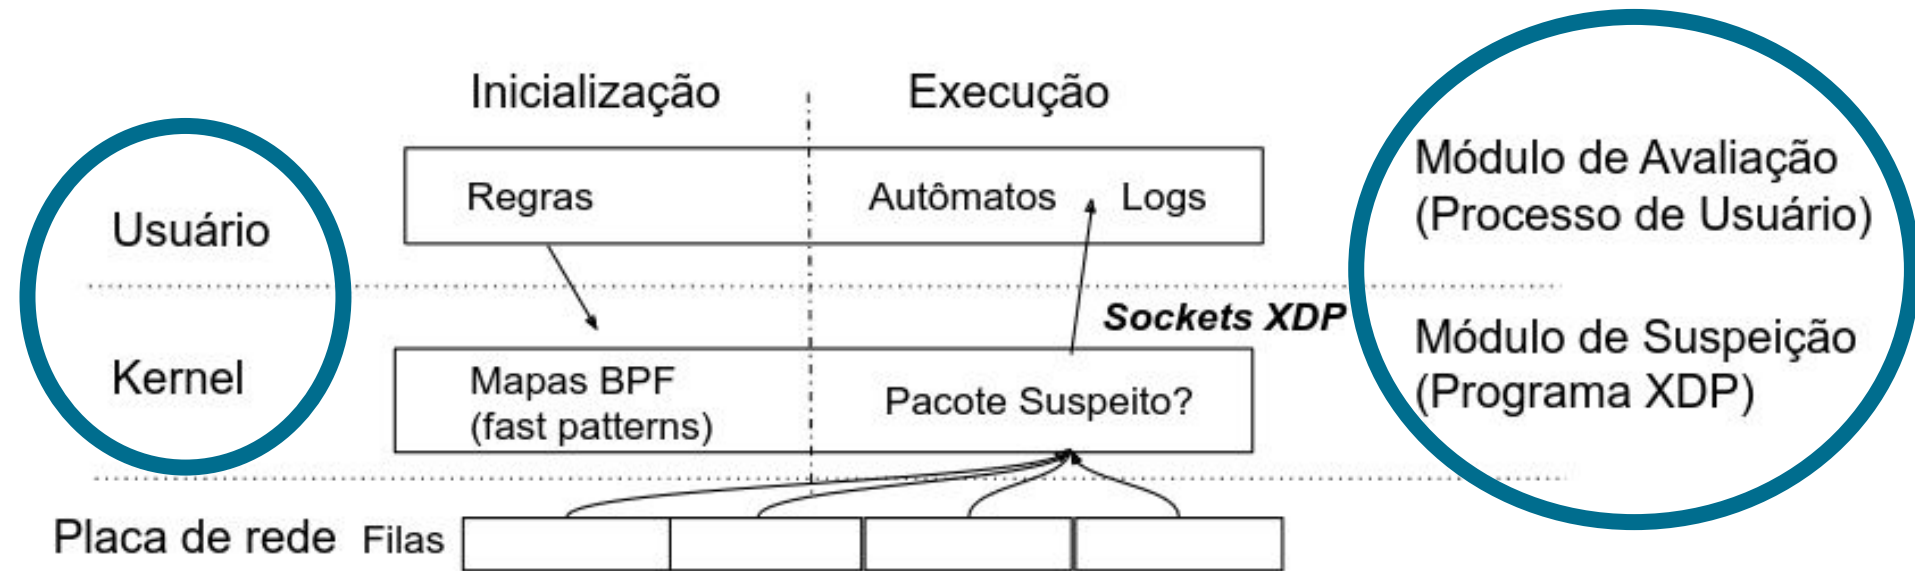 Inicialização
Execução
Usuário
Regras
Autômatos
Logs
Módulo de Avaliação
(Processo de Usuário)
Sockets XDP
Kernel
Mapas BPF
(fast patterns)
Pacote Suspeito?
Módulo de Suspeição
(Programa XDP)
Placa de rede
Filas